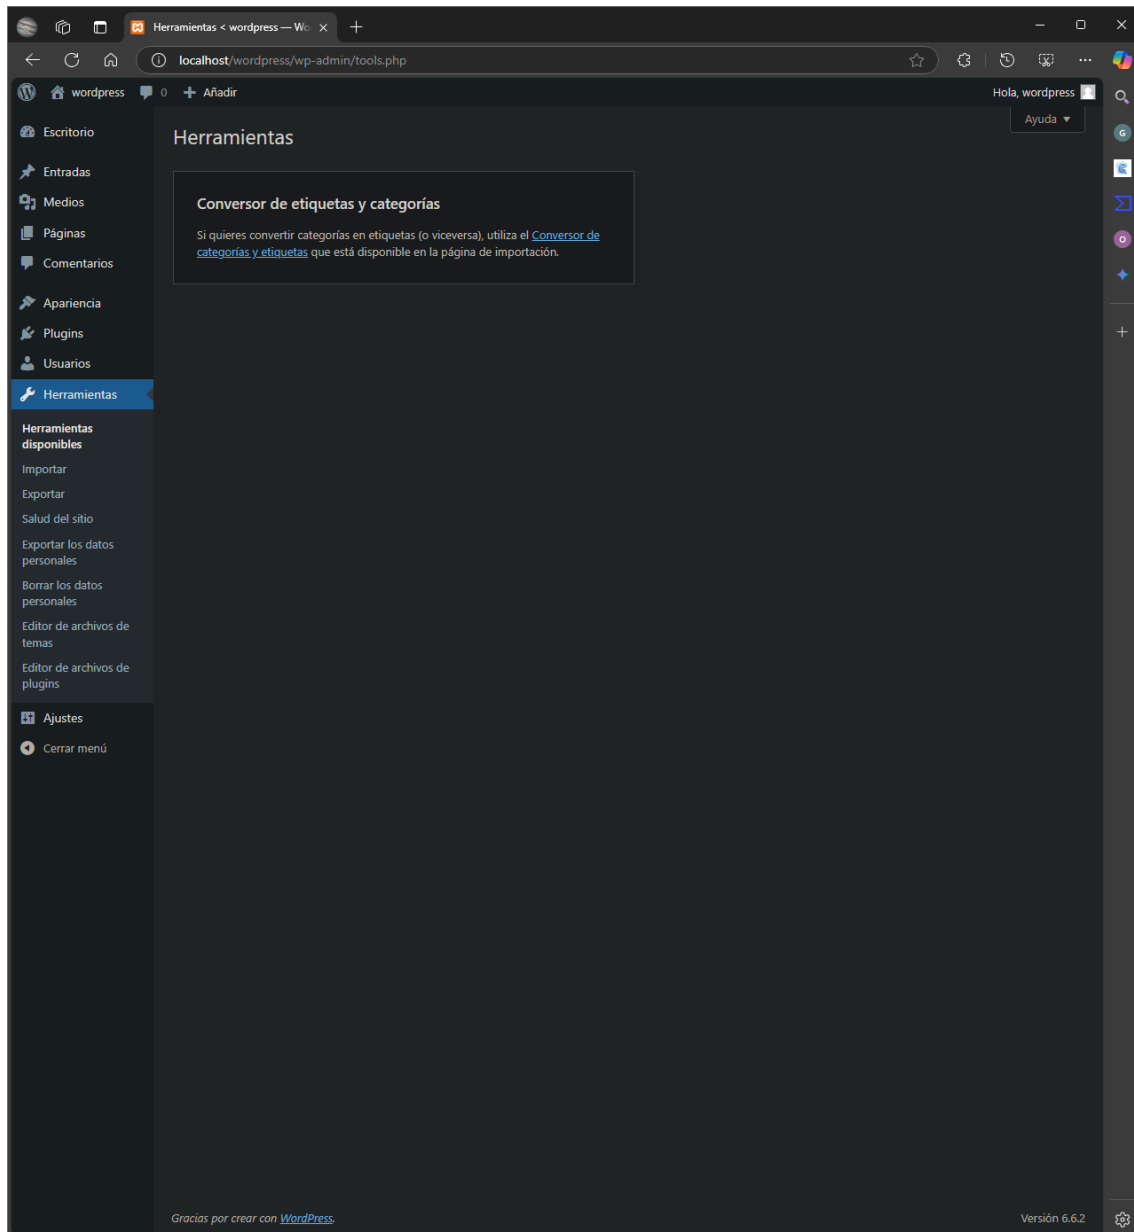 Herramientas < wordpress — Wo
localhost/wordpress/wp-admin/tools.php
wordpress 0 Añadir Hola, wordpress
Ayuda
Escritorio
Entradas
Medios
Páginas
Comentarios
Apariencia
Plugins
Usuarios
Herramientas
Herramientas
disponibles
Importar
Exportar
Salud del sitio
Exportar los datos
personales
Borrar los datos
personales
Editor de archivos de
temas
Editor de archivos de
plugins
Ajustes
Cerrar menú
Herramientas
Conversor de etiquetas y categorías
Si quieres convertir categorías en etiquetas (o viceversa), utiliza el Conversor de
categorías y etiquetas que está disponible en la página de importación.
Gracias por crear con WordPress.
Versión 6.6.2
G
O